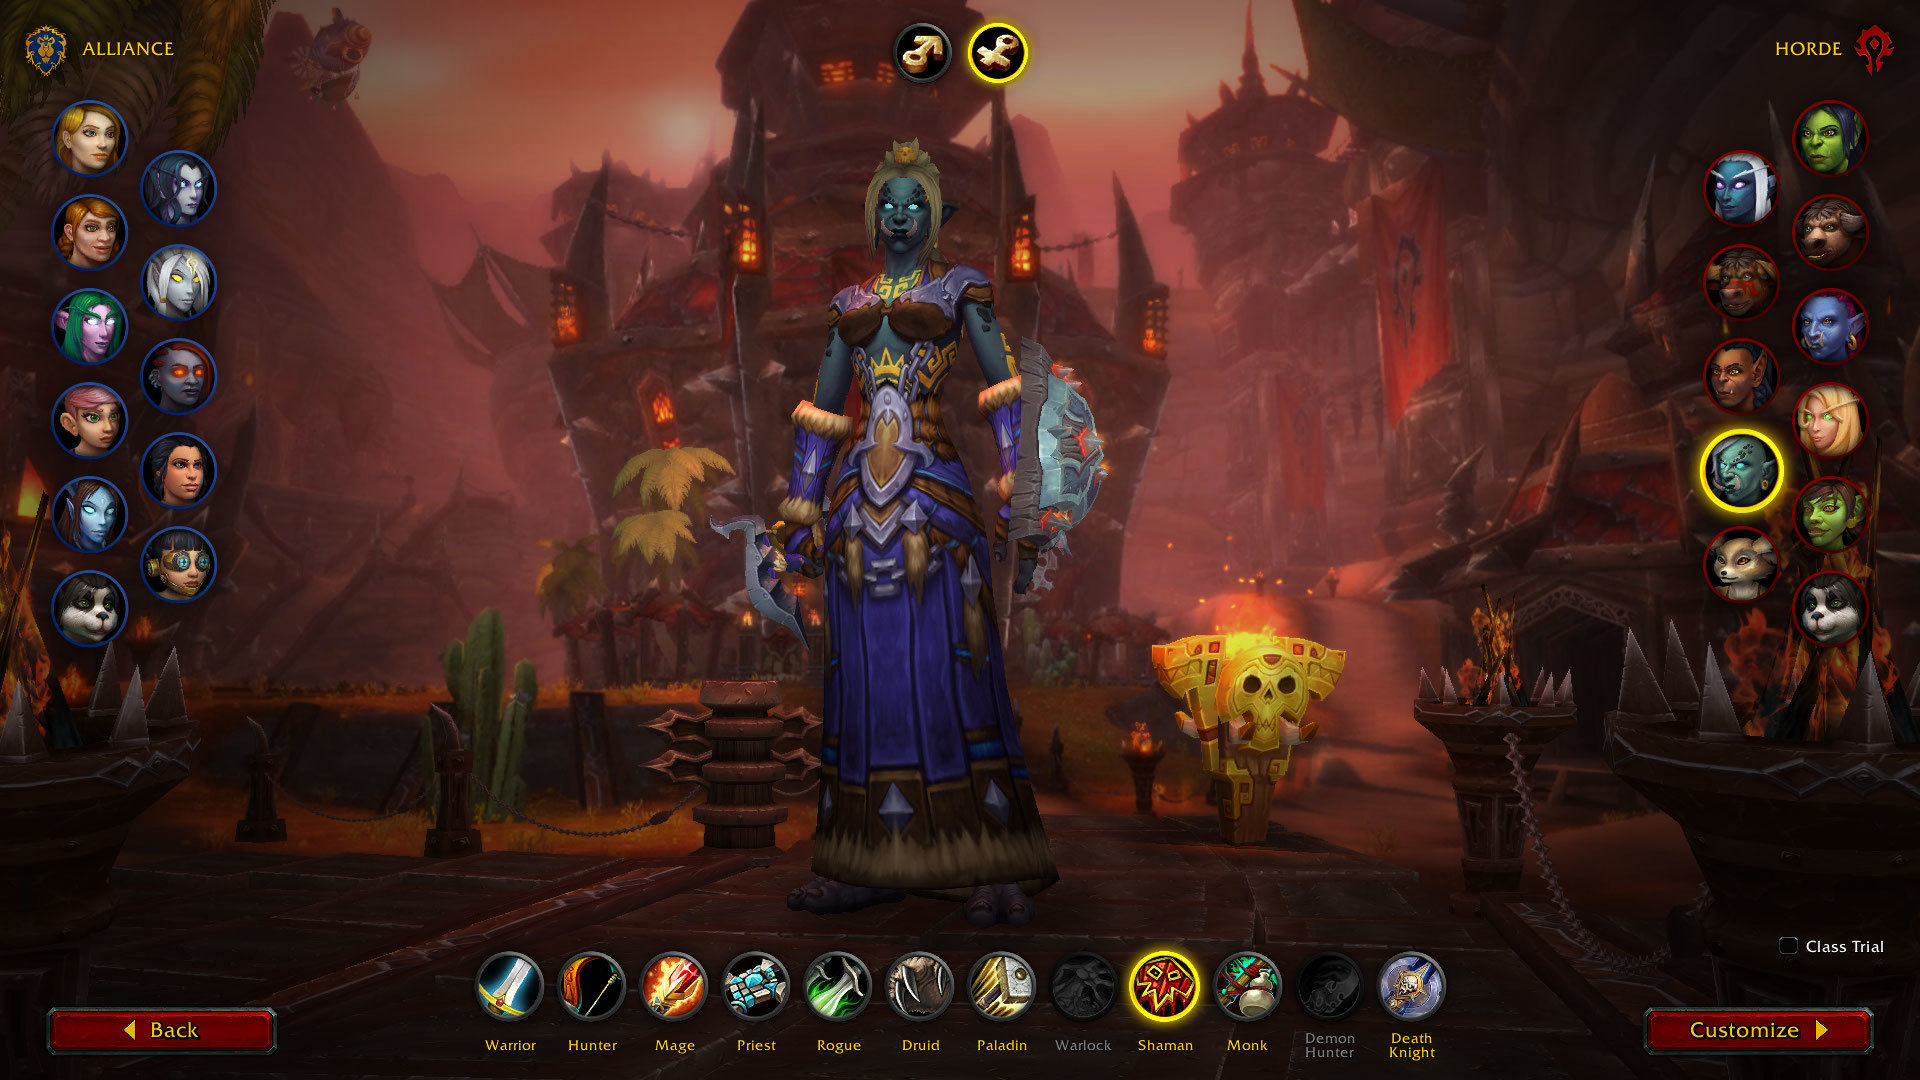 ALLIANCE
HORDE
Class Trial
Back
Customize
Warrior
Hunter
Mage
Priest
Rogue
Druid
Paladin
Warlock
Shaman
Monk
Demon
Hunter
Death
Knight